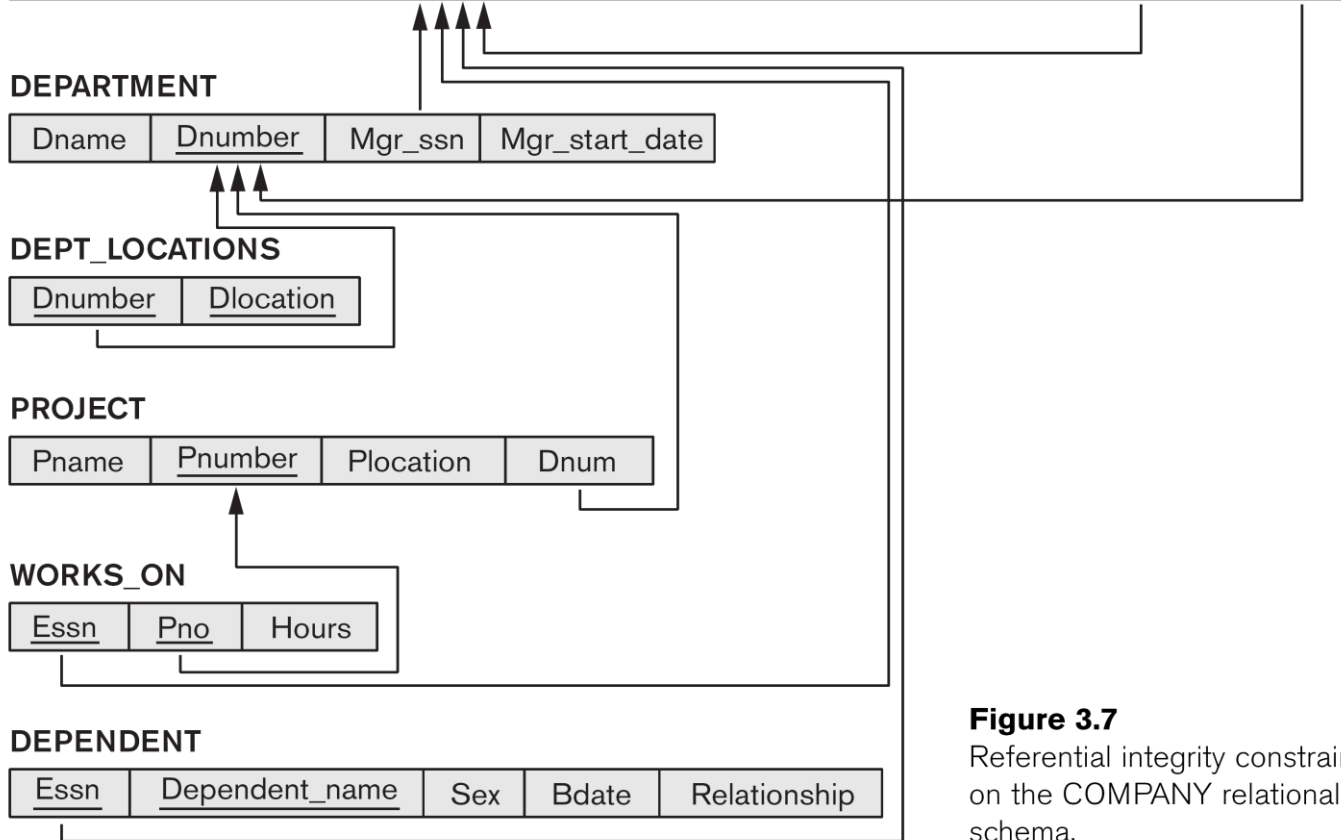 DEPARTMENT
Dname Dnumber Mgr_ssn Mgr_start_date
DEPT_LOCATIONS
Dnumber Dlocation
PROJECT
Pname Pnumber Plocation Dnum
WORKS_ON
Essn Pno Hours
DEPENDENT
Essn Dependent_name Sex Bdate Relationship
Figure 3.7
Referential integrity constrain
on the COMPANY relational
schema.